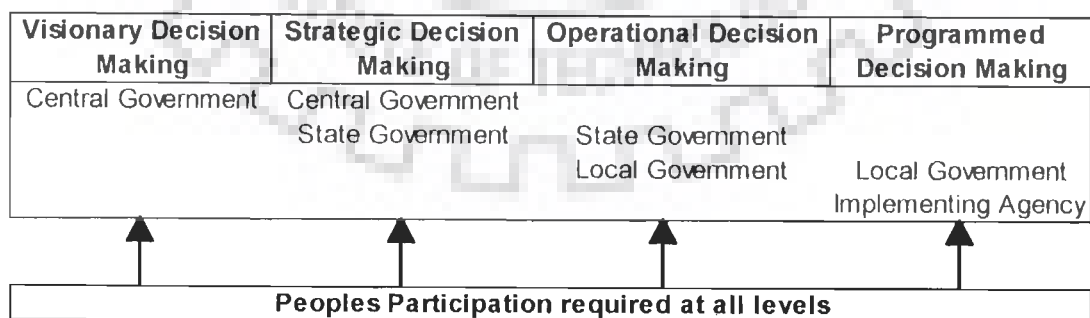 Visionary Decision Making
Strategic Decision Making
Operational Decision Making
Programmed Decision Making
Central Government
Central Government
State Government
State Government
Local Government
Local Government
Implementing Agency
Peoples Participation required at all levels